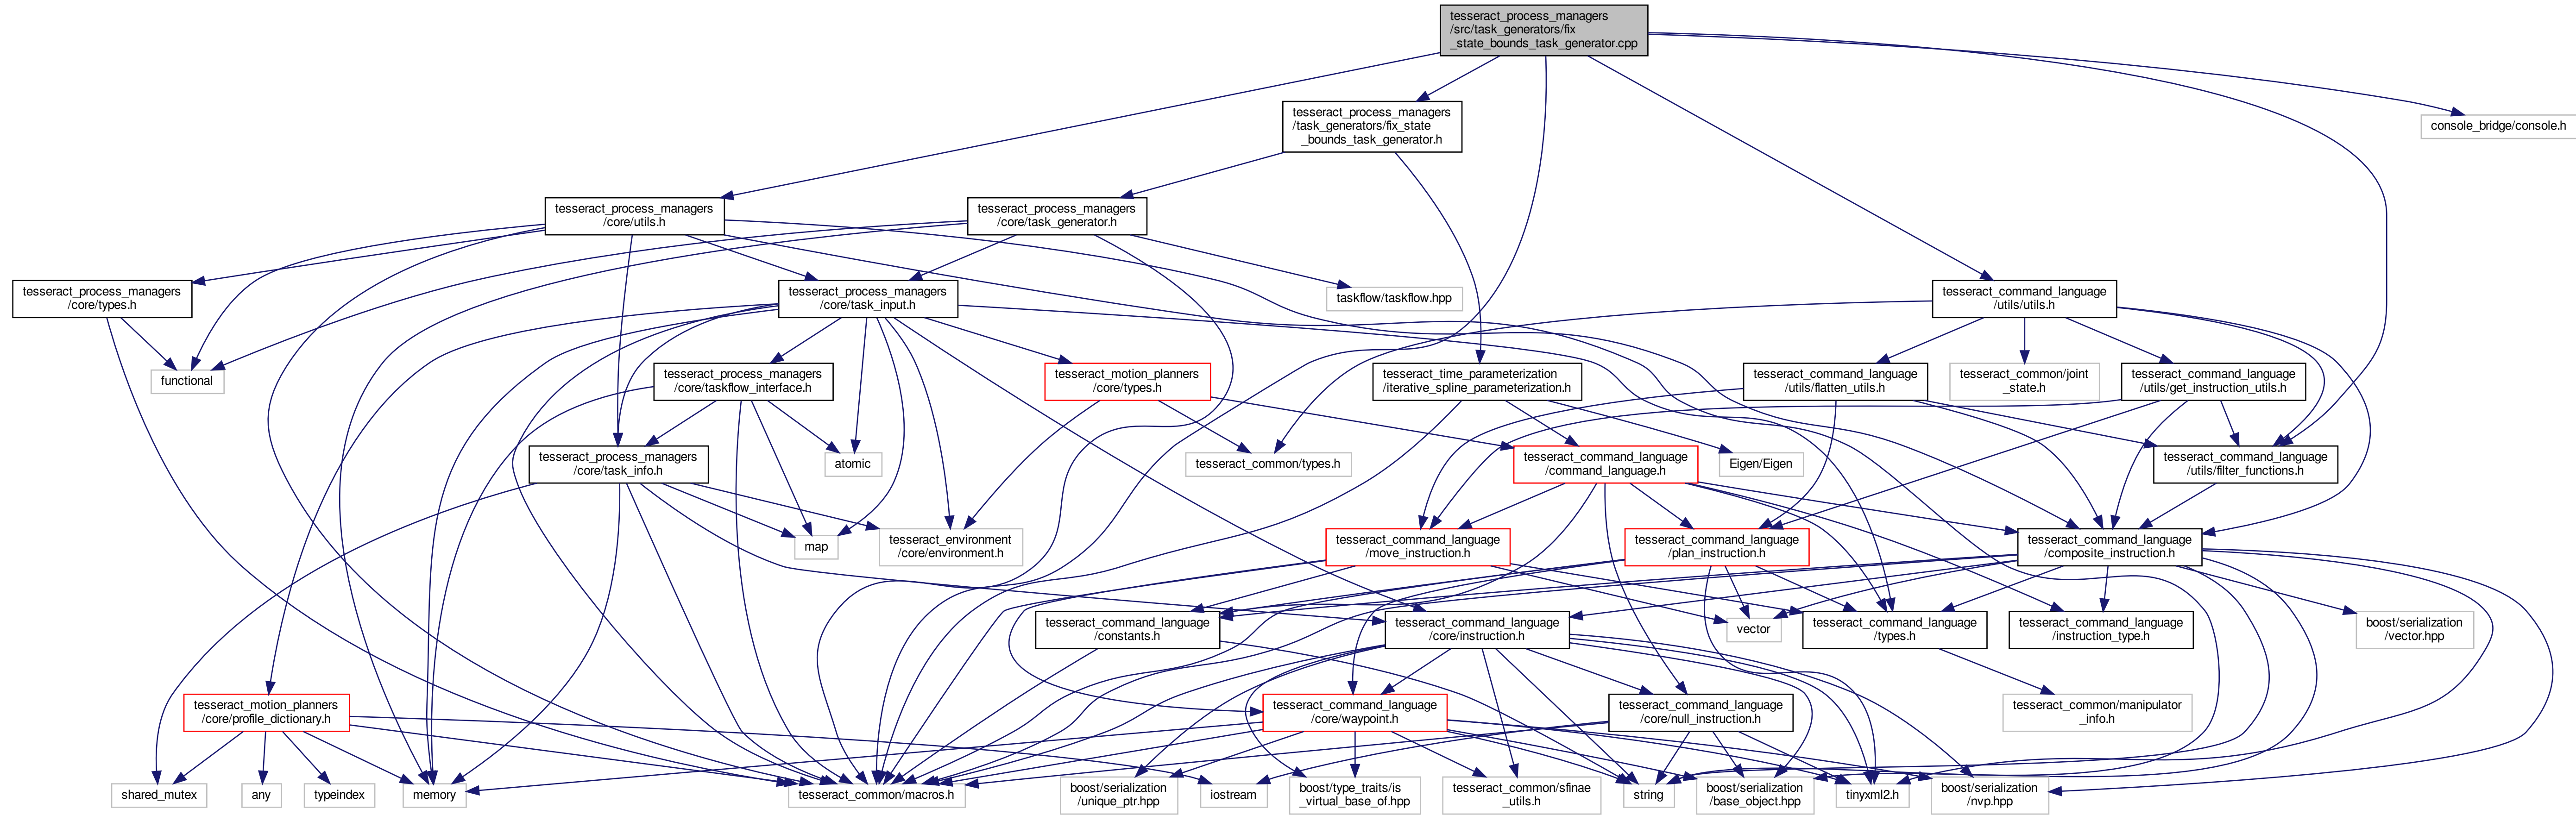 tesseract_process_managers
/src/task_generators/fix
_state_bounds_task_generator.cpp
tesseract_process_managers
/task_generators/fix_state
_bounds_task_generator.h
console_bridge/console.h
tesseract_process_managers
/core/utils.h
tesseract_process_managers
/core/task_generator.h
tesseract_process_managers
/core/types.h
tesseract_process_managers
/core/task_input.h
taskflow/taskflow.hpp
tesseract_command_language
/utils/utils.h
functional
tesseract_process_managers
/core/taskflow_interface.h
tesseract_motion_planners
/core/types.h
tesseract_time_parameterization
/iterative_spline_parameterization.h
tesseract_command_language
/utils/flatten_utils.h
tesseract_common/joint
_state.h
tesseract_command_language
/utils/get_instruction_utils.h
tesseract_process_managers
/core/task_info.h
atomic
tesseract_common/types.h
tesseract_command_language
/command_language.h
Eigen/Eigen
tesseract_command_language
/utils/filter_functions.h
map
tesseract_environment
/core/environment.h
tesseract_command_language
/move_instruction.h
tesseract_command_language
/plan_instruction.h
tesseract_command_language
/composite_instruction.h
tesseract_command_language
/constants.h
tesseract_command_language
/core/instruction.h
vector
tesseract_command_language
/types.h
tesseract_command_language
/instruction_type.h
boost/serialization
/vector.hpp
tesseract_motion_planners
/core/profile_dictionary.h
tesseract_command_language
/core/waypoint.h
tesseract_command_language
/core/null_instruction.h
tesseract_common/manipulator
_info.h
shared_mutex
any
typeindex
memory
tesseract_common/macros.h
boost/serialization
/unique_ptr.hpp
iostream
boost/type_traits/is
_virtual_base_of.hpp
tesseract_common/sfinae
_utils.h
string
boost/serialization
/base_object.hpp
tinyxml2.h
boost/serialization
/nvp.hpp